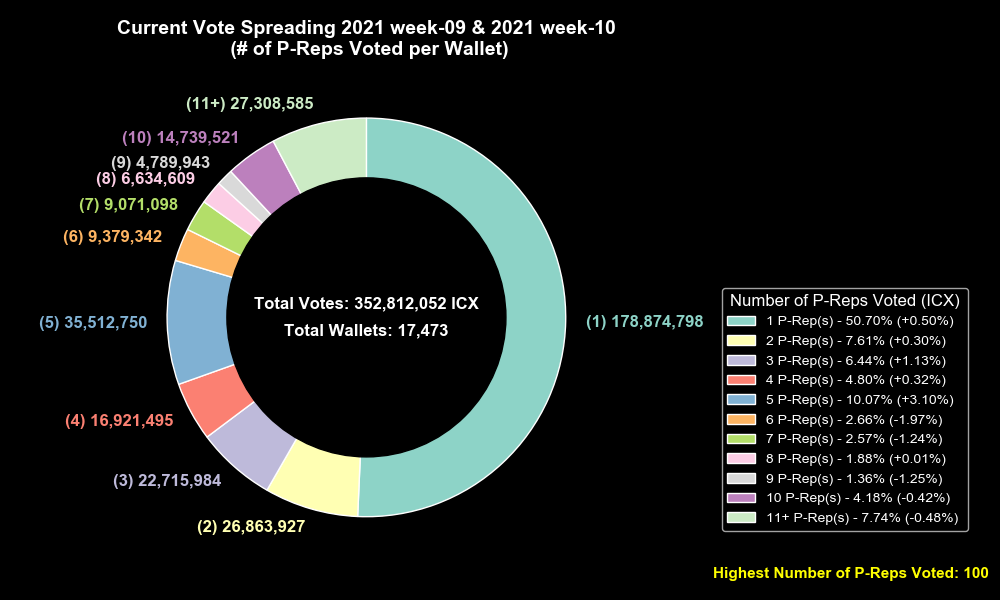 Current Vote Spreading 2021 week-09 & 2021 week-10
(# of P-Reps Voted per Wallet)
(11+) 27,308,585
(10) 14,739,521
(9) 4,789,943
(8) 6,634,609
(7) 9,071,098
(6) 9,379,342
(5) 35,512,750
(4) 16,921,495
(3) 22,715,984
(2) 26,863,927
(1) 178,874,798
Total Votes: 352,812,052 ICX
Total Wallets: 17,473
Number of P-Reps Voted (ICX)
1 P-Rep(s) - 50.70% (+0.50%)
2 P-Rep(s) - 7.61% (+0.30%)
3 P-Rep(s) - 6.44% (+1.13%)
4 P-Rep(s) - 4.80% (+0.32%)
5 P-Rep(s) - 10.07% (+3.10%)
6 P-Rep(s) - 2.66% (-1.97%)
7 P-Rep(s) - 2.57% (-1.24%)
8 P-Rep(s) - 1.88% (+0.01%)
9 P-Rep(s) - 1.36% (-1.25%)
10 P-Rep(s) - 4.18% (-0.42%)
11+ P-Rep(s) - 7.74% (-0.48%)
Highest Number of P-Reps Voted: 100